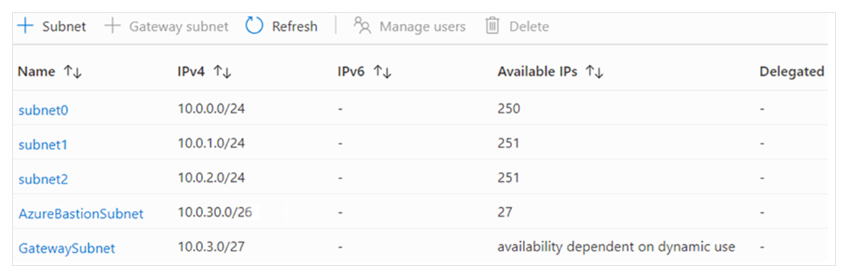 + Subnet + Gateway subnet Refresh Manage users Delete
Name ↑↓ IPv4 ↑↓ IPv6 ↑↓ Available IPs ↑↓ Delegated
subnet0 10.0.0.0/24 - 250 -
subnet1 10.0.1.0/24 - 251 -
subnet2 10.0.2.0/24 - 251 -
AzureBastionSubnet 10.0.30.0/26 - 27 -
GatewaySubnet 10.0.3.0/27 - availability dependent on dynamic use -